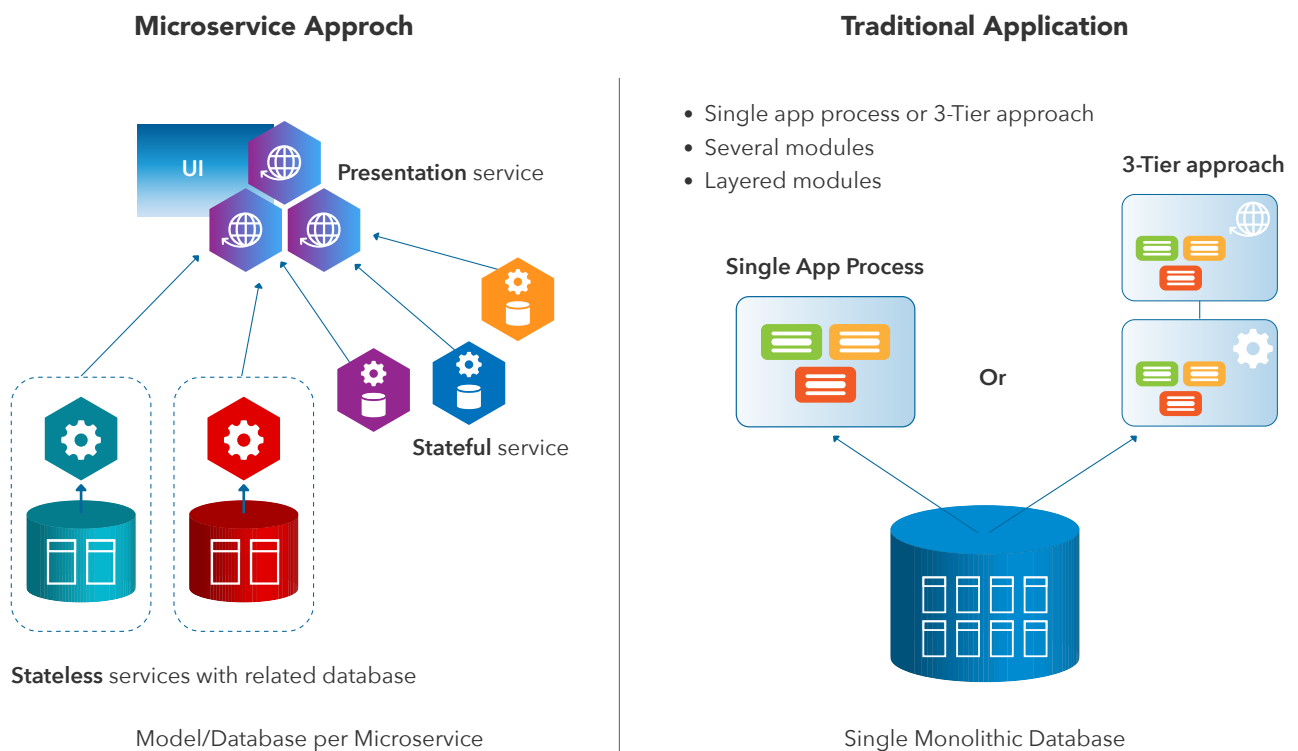 Microservice Approch
UI
Presentation service
Stateful service
Stateless services with related database
Model/Database per Microservice
Traditional Application
• Single app process or 3-Tier approach
• Several modules
• Layered modules
3-Tier approach
Single App Process
Or
Single Monolithic Database